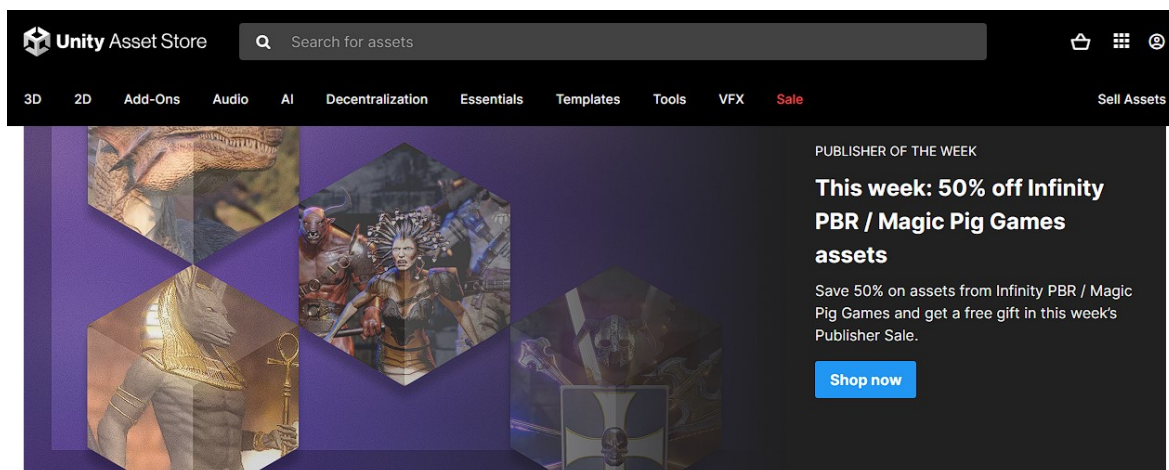 Unity Asset Store
Search for assets
3D 2D Add-Ons Audio AI Decentralization Essentials Templates Tools VFX Sale Sell Assets
PUBLISHER OF THE WEEK
This week: 50% off Infinity
PBR / Magic Pig Games
assets
Save 50% on assets from Infinity PBR / Magic
Pig Games and get a free gift in this week's
Publisher Sale.
Shop now